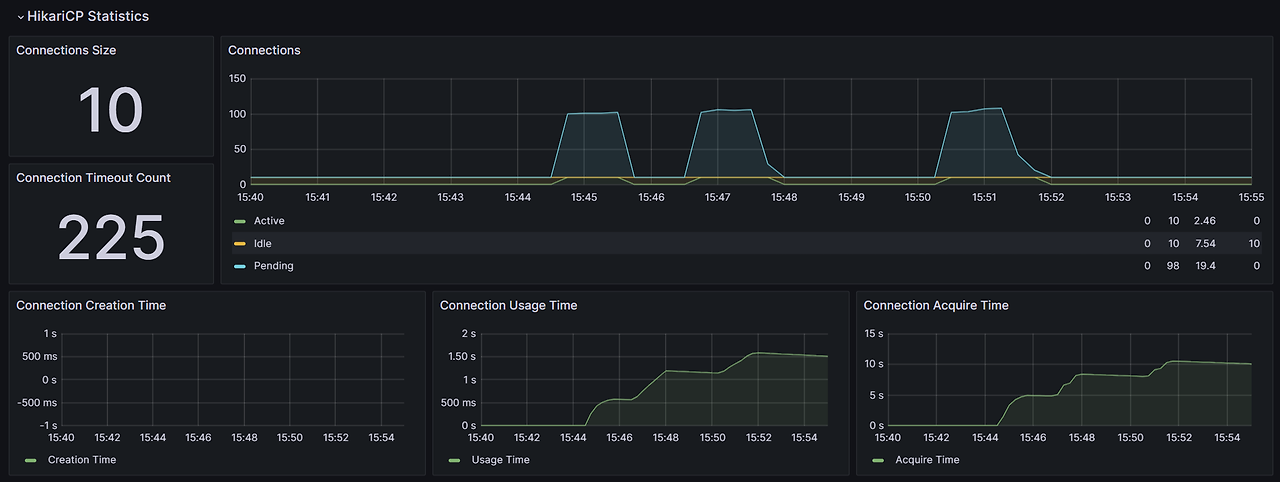 HikariCP Statistics
Connections Size
10
Connection Timeout Count
225
Connections
150
100
50
0
15:40 15:41 15:42 15:43 15:44 15:45 15:46 15:47 15:48 15:49 15:50 15:51 15:52 15:53 15:54 15:55
Active 0 10 2.46 0
Idle 0 10 7.54 10
Pending 0 98 19.4 0
Connection Creation Time
1 s
500 ms
0 s
-500 ms
-1 s
15:40 15:42 15:44 15:46 15:48 15:50 15:52 15:54
Creation Time
Connection Usage Time
2 s
1.50 s
1 s
500 ms
0 s
15:40 15:42 15:44 15:46 15:48 15:50 15:52 15:54
Usage Time
Connection Acquire Time
15 s
10 s
5 s
0 s
15:40 15:42 15:44 15:46 15:48 15:50 15:52 15:54
Acquire Time